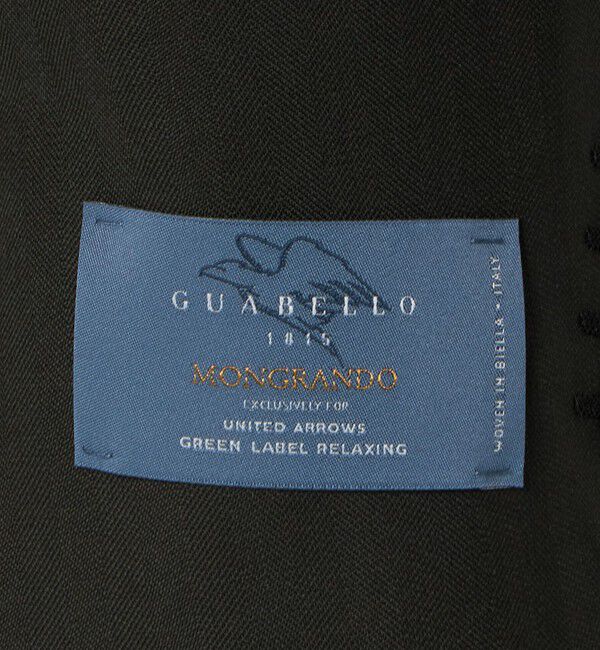 GUABELLO
1815
MONGRANDO
EXCLUSIVELY FOR
UNITED ARROWS
GREEN LABEL RELAXING
WOVEN IN BIELLA - ITALY